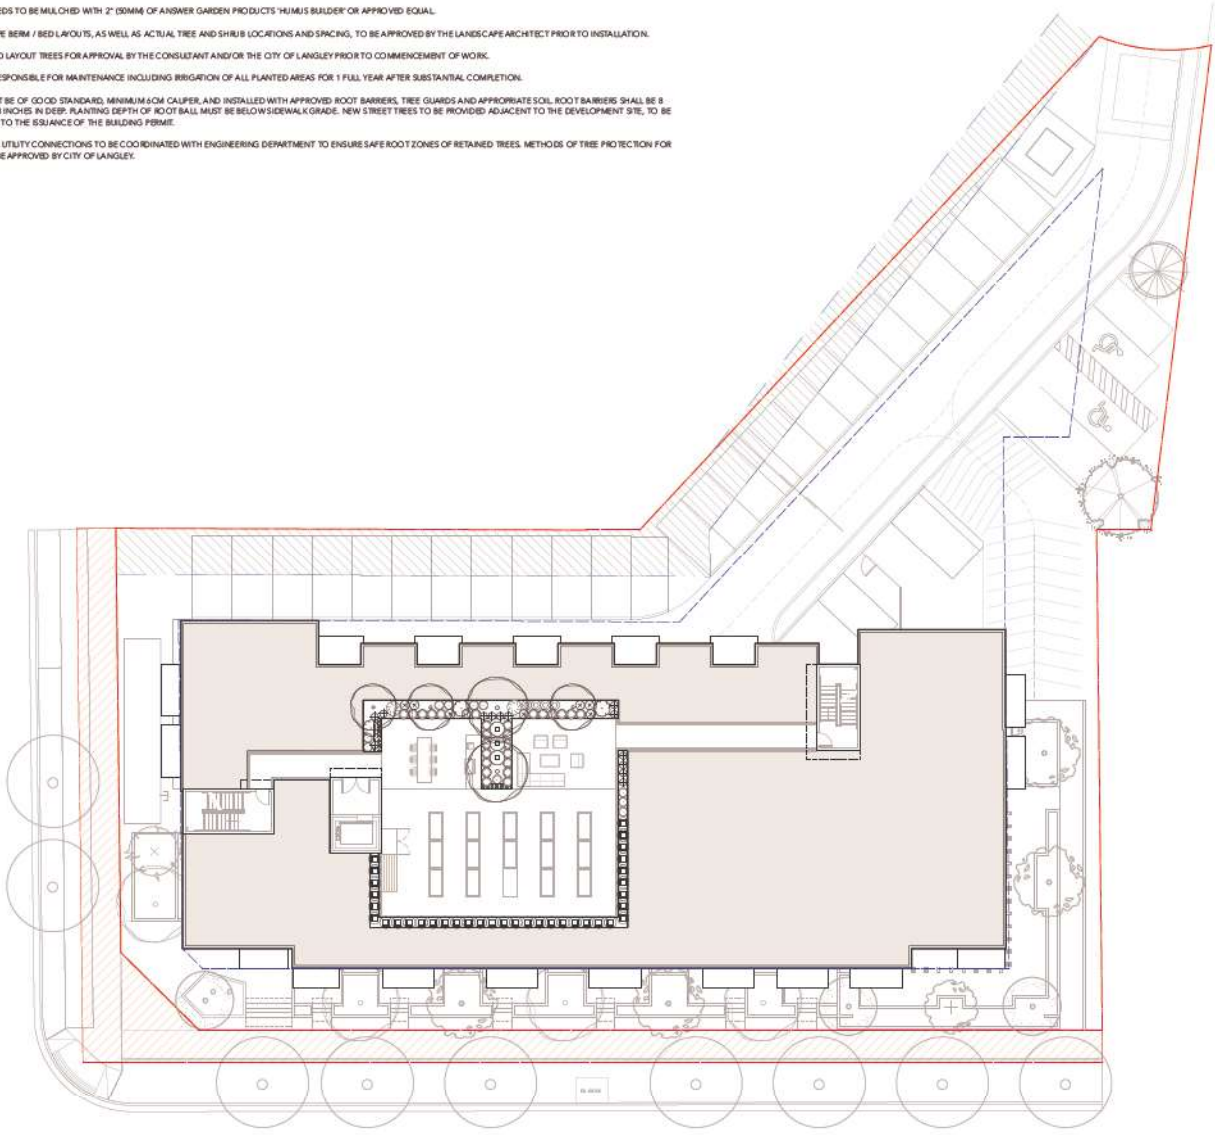 EDS TO BE MULCHED WITH 2" (50MM) OF ANSWER GARDEN PRODUCTS 'HUMUS BUILDER' OR APPROVED EQUAL.
E BERM / BED LAYOUTS, AS WELL AS ACTUAL TREE AND SHRUB LOCATIONS AND SPACING, TO BE APPROVED BY THE LANDSCAPE ARCHITECT PRIOR TO INSTALLATION.
LAYOUT TREES FOR APPROVAL BY THE CONSULTANT AND/OR THE CITY OF LANGLEY PRIOR TO COMMENCEMENT OF WORK.
ESPONSIBLE FOR MAINTENANCE INCLUDING IRRIGATION OF ALL PLANTED AREAS FOR 1 FULL YEAR AFTER SUBSTANTIAL COMPLETION.
T BE OF GOOD STANDARD, MINIMUM 6CM CALIPER, AND INSTALLED WITH APPROVED ROOT BARRIERS, TREE GUARDS AND APPROPRIATE SOIL. ROOT BARRIERS SHALL BE 8
INCHES IN DEEP. PLANTING DEPTH OF ROOT BALL MUST BE BELOW SIDEWALK GRADE. NEW STREET TREES TO BE PROVIDED ADJACENT TO THE DEVELOPMENT SITE, TO BE
TO THE ISSUANCE OF THE BUILDING PERMIT.
UTILITY CONNECTIONS TO BE COORDINATED WITH ENGINEERING DEPARTMENT TO ENSURE SAFE ROOT ZONES OF RETAINED TREES. METHODS OF TREE PROTECTION FOR
E APPROVED BY CITY OF LANGLEY.